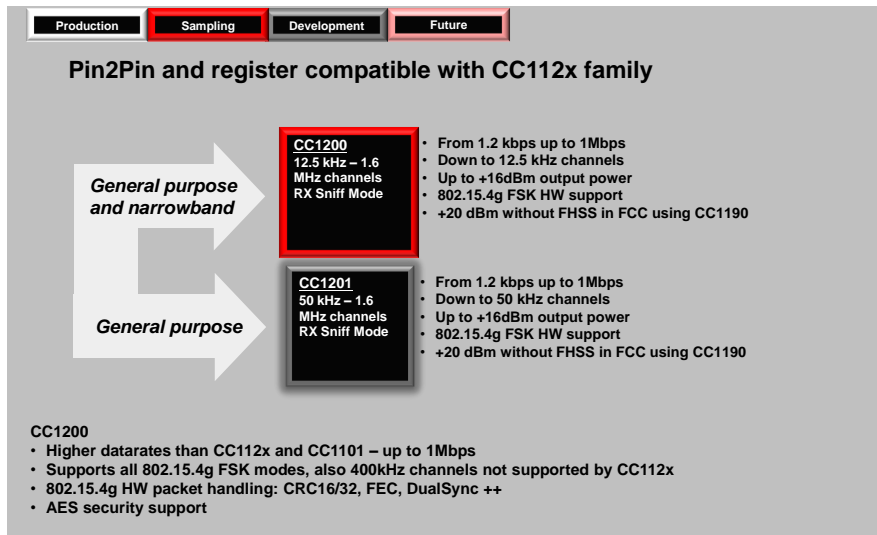 Production Sampling Development Future
Pin2Pin and register compatible with CC112x family
General purpose
and narrowband
CC1200
12.5 kHz – 1.6
MHz channels
RX Sniff Mode
• From 1.2 kbps up to 1Mbps
• Down to 12.5 kHz channels
• Up to +16dBm output power
• 802.15.4g FSK HW support
• +20 dBm without FHSS in FCC using CC1190
General purpose
CC1201
50 kHz – 1.6
MHz channels
RX Sniff Mode
• From 1.2 kbps up to 1Mbps
• Down to 50 kHz channels
• Up to +16dBm output power
• 802.15.4g FSK HW support
• +20 dBm without FHSS in FCC using CC1190
CC1200
• Higher datarates than CC112x and CC1101 – up to 1Mbps
• Supports all 802.15.4g FSK modes, also 400kHz channels not supported by CC112x
• 802.15.4g HW packet handling: CRC16/32, FEC, DualSync ++
• AES security support